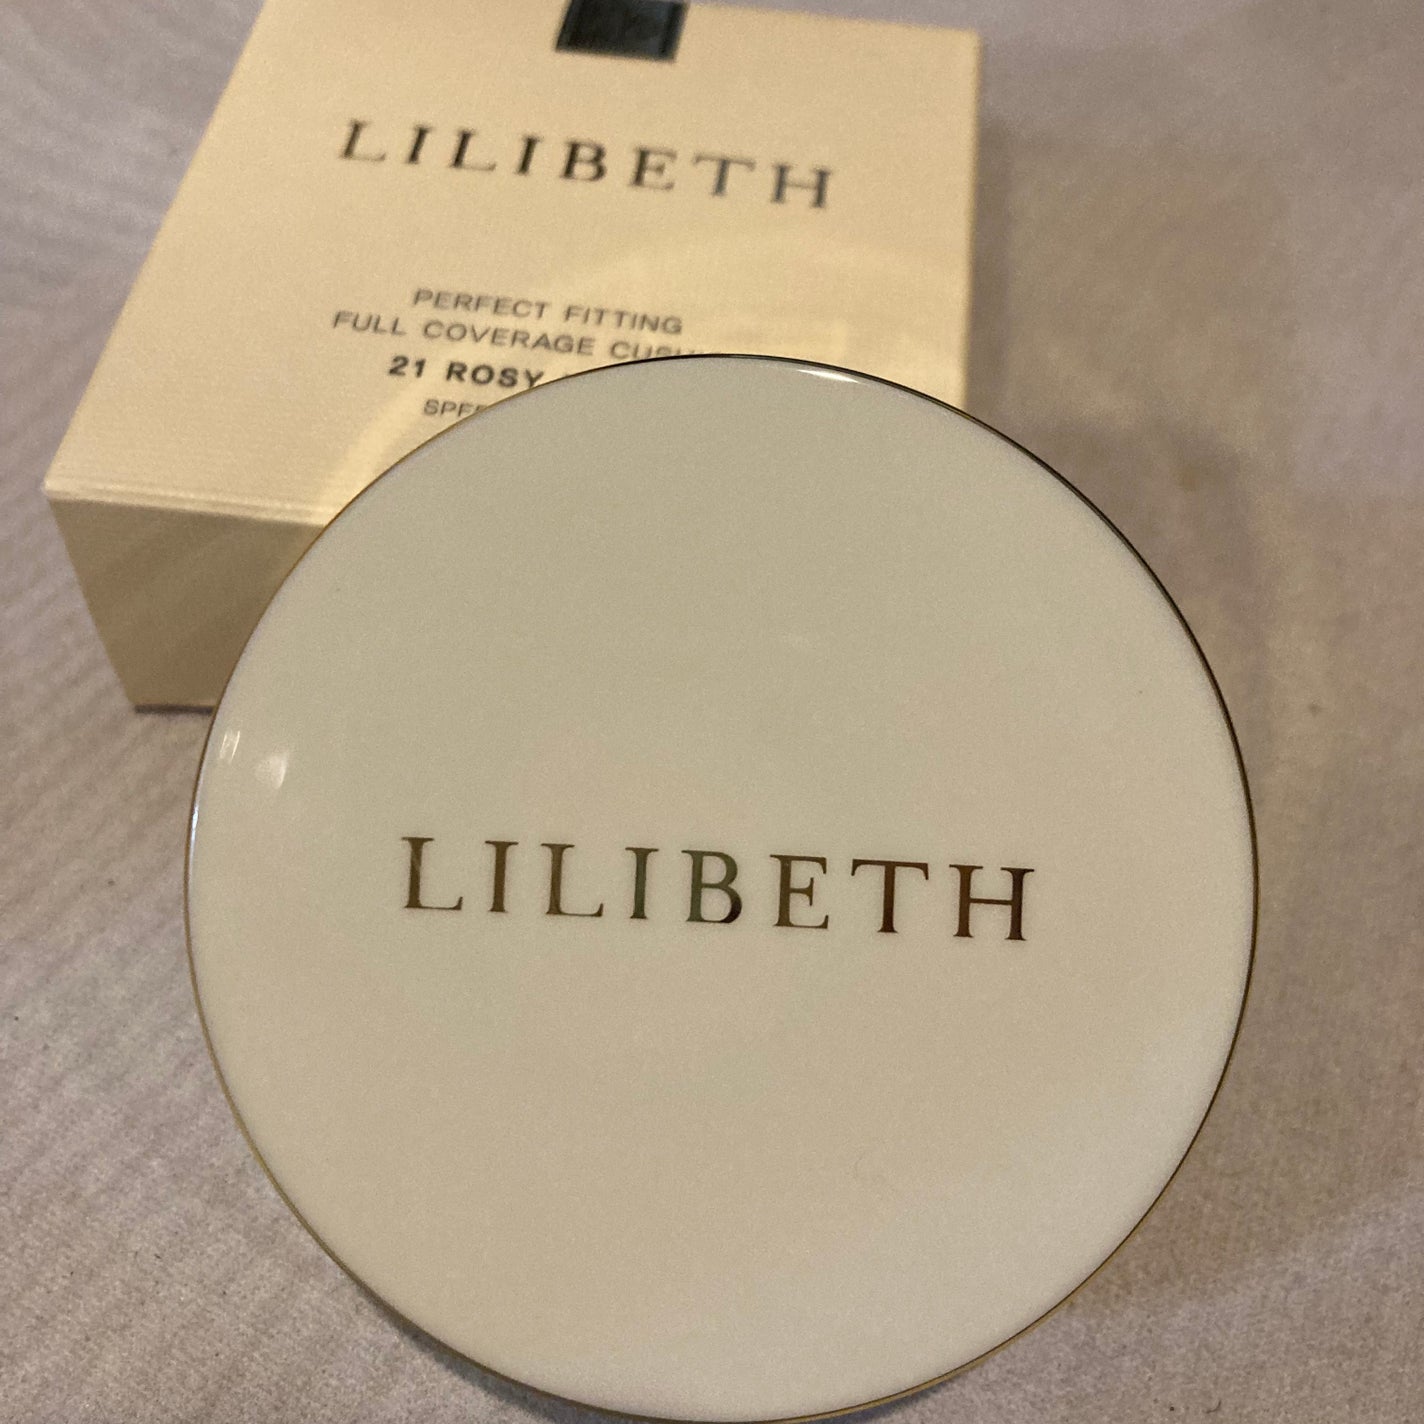 LILIBETH
PERFECT FITTING
FULL COVERAGE
21 ROSY
LILIBETH